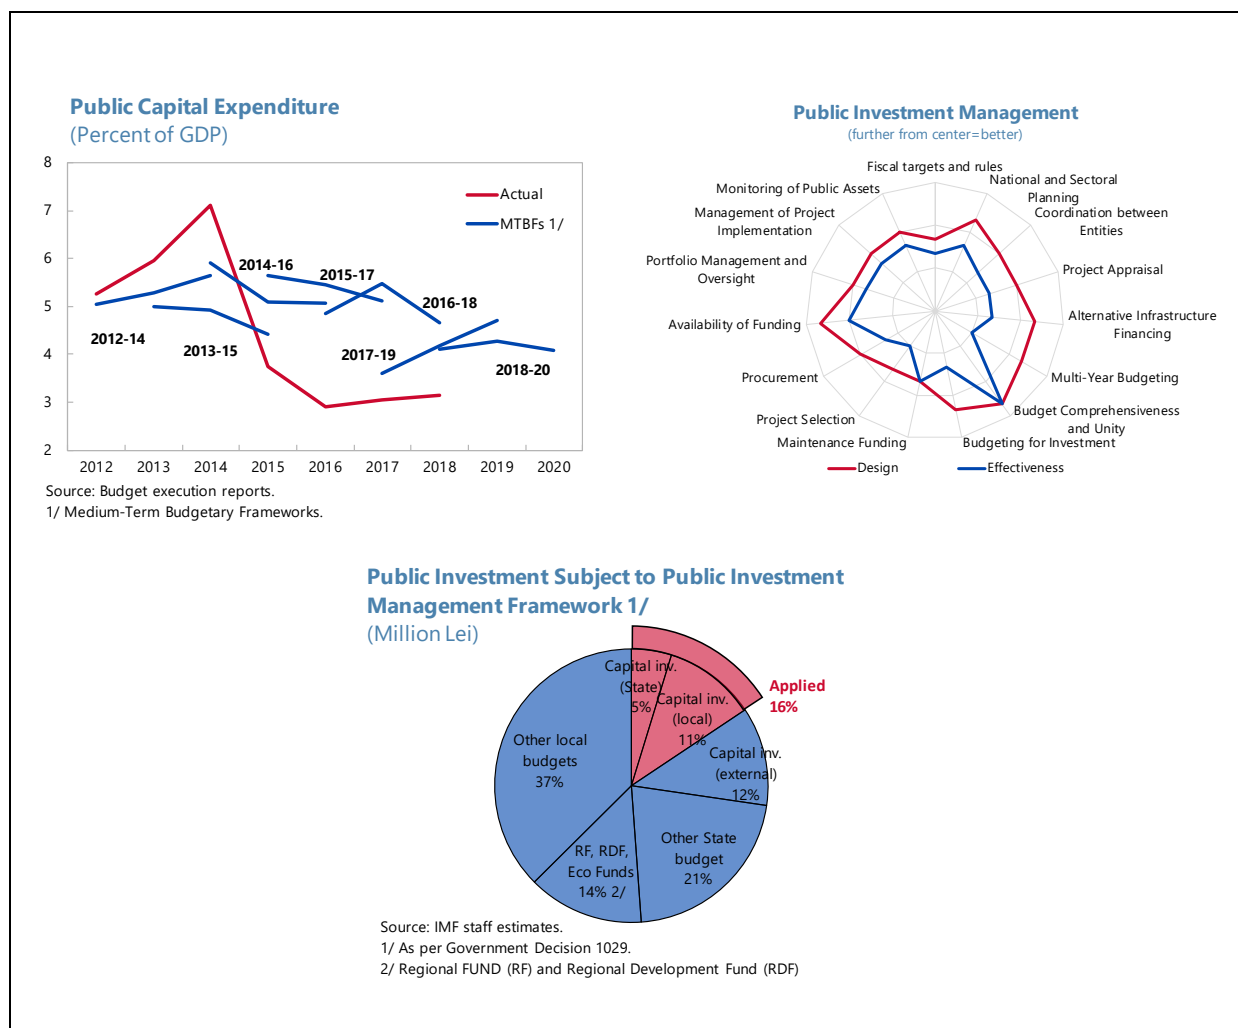 Public Capital Expenditure
(Percent of GDP)
8
7
6
5
4
3
2
Actual
MTBFs 1/
2014-16
2015-17
2016-18
2012-14
2013-15
2017-19
2018-20
2012 2013 2014 2015 2016 2017 2018 2019 2020
Source: Budget execution reports.
1/ Medium-Term Budgetary Frameworks.
Public Investment Management
(further from center=better)
Fiscal targets and rules
National and Sectoral
Planning
Coordination between
Entities
Project Appraisal
Alternative Infrastructure
Financing
Multi-Year Budgeting
Budget Comprehensiveness
and Unity
Budgeting for Investment
Maintenance Funding
Project Selection
Procurement
Availability of Funding
Portfolio Management and
Oversight
Management of Project
Implementation
Monitoring of Public Assets
Design
Effectiveness
Public Investment Subject to Public Investment
Management Framework 1/
(Million Lei)
Capital inv.
(State)
5%
Capital inv.
(local)
11%
Applied
16%
Capital inv.
(external)
12%
Other State
budget
21%
RF, RDF,
Eco Funds
14% 2/
Other local
budgets
37%
Source: IMF staff estimates.
1/ As per Government Decision 1029.
2/ Regional FUND (RF) and Regional Development Fund (RDF)